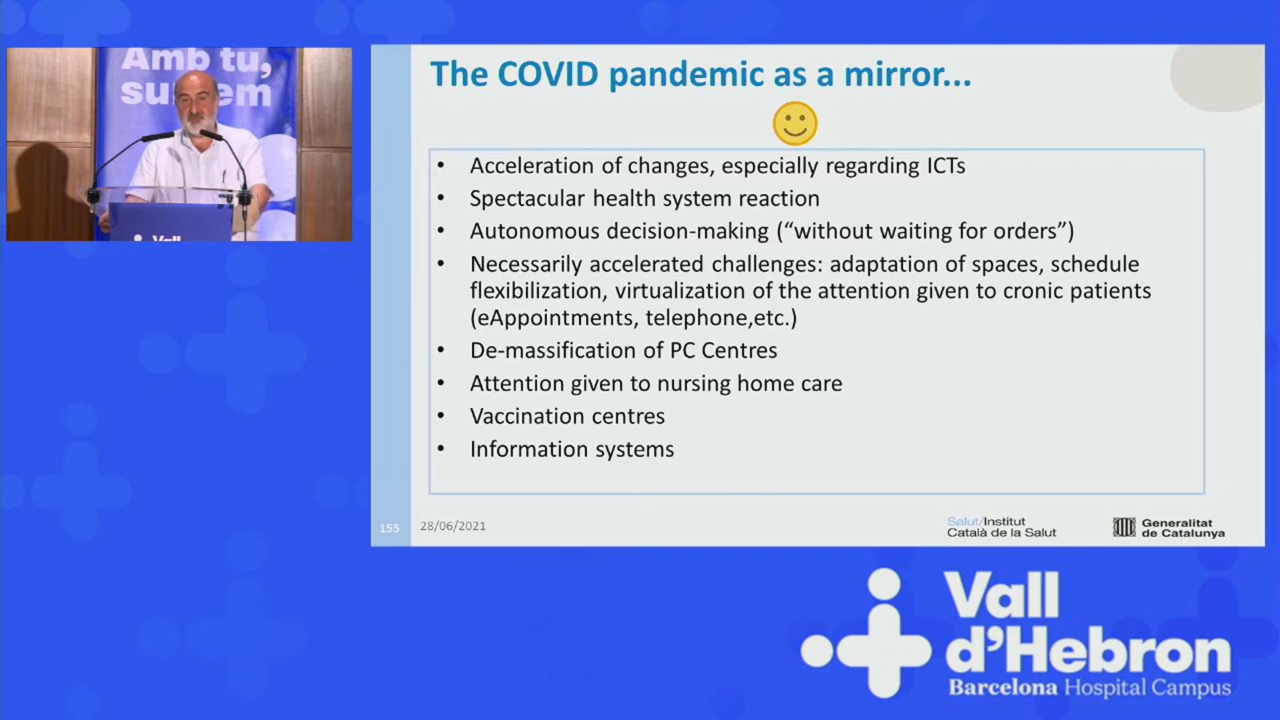 Amb tu,
The COVID pandemic as a mirror...
• Acceleration of changes, especially regarding ICTs
• Spectacular health system reaction
• Autonomous decision-making (“without waiting for orders”)
• Necessarily accelerated challenges: adaptation of spaces, schedule
flexibilization, virtualization of the attention given to cronic patients
(eAppointments, telephone,etc.)
• De-massification of PC Centres
• Attention given to nursing home care
• Vaccination centres
• Information systems
155
28/06/2021
Salut/Institut
Català de la Salut
Generalitat
de Catalunya
Vall
d’Hebron
Barcelona Hospital Campus